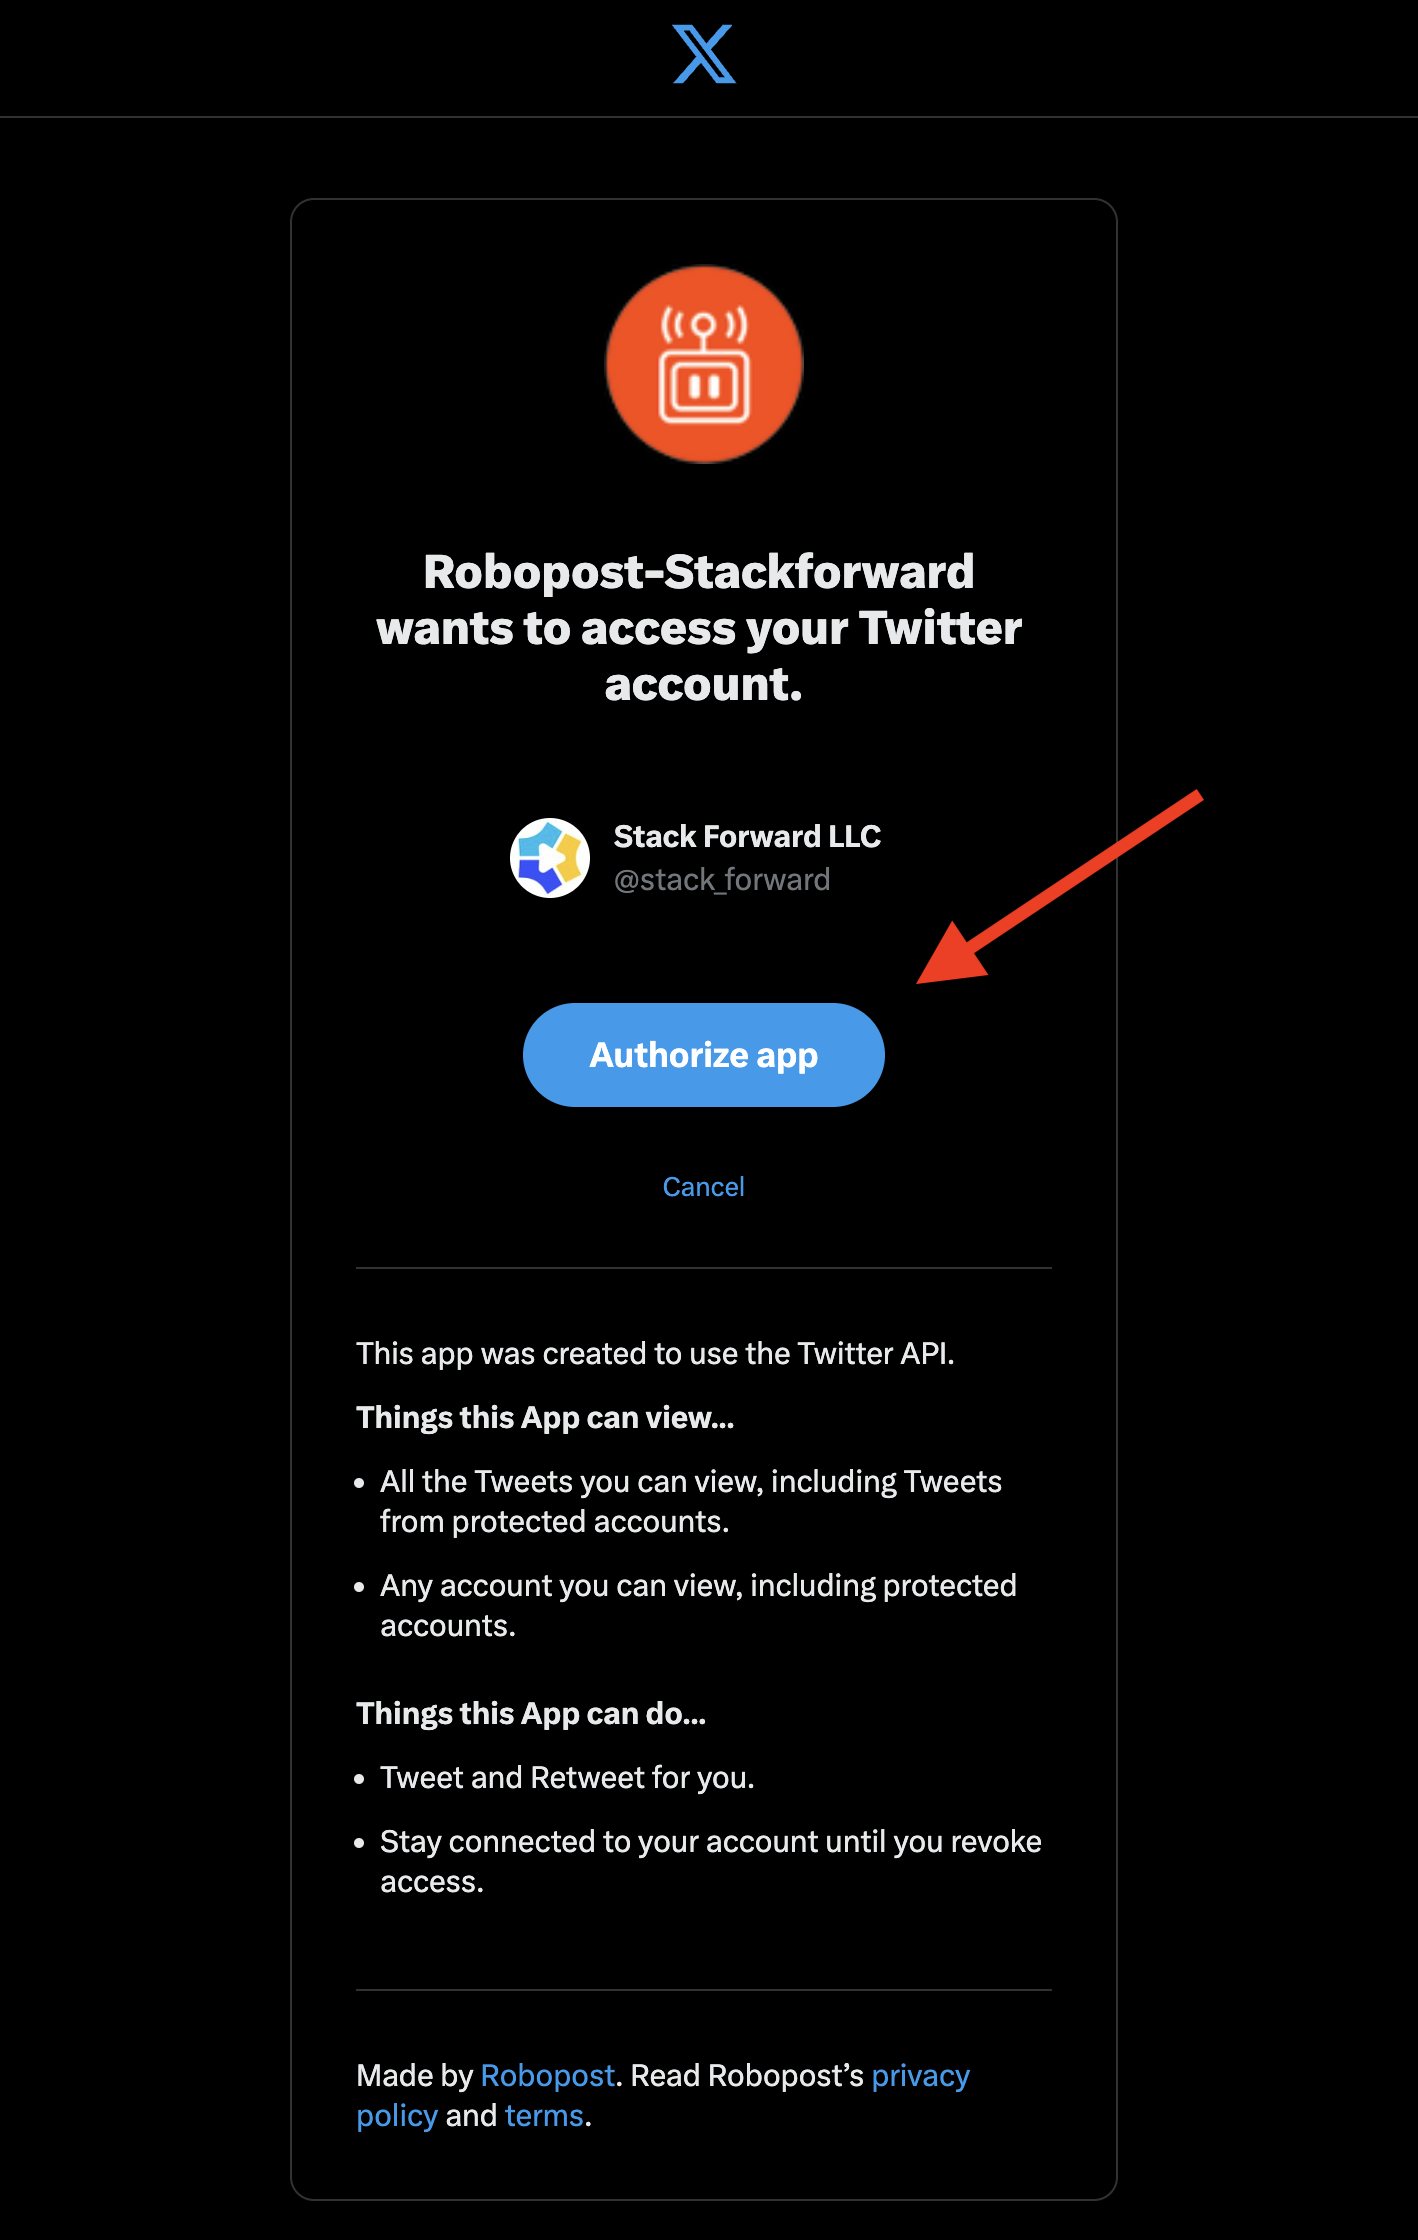 Robopost-Stackforward
wants to access your Twitter
account.
Stack Forward LLC
@stack_forward
Authorize app
Cancel
This app was created to use the Twitter API.
Things this App can view...
• All the Tweets you can view, including Tweets
from protected accounts.
• Any account you can view, including protected
accounts.
Things this App can do...
• Tweet and Retweet for you.
• Stay connected to your account until you revoke
access.
Made by Robopost. Read Robopost’s privacy
policy and terms.